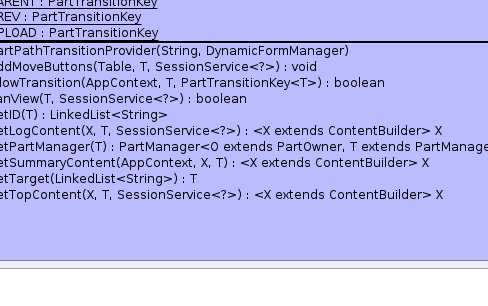 ARENT : PartTransitionKey
REV : PartTransitionKey
PLOAD : PartTransitionKey
artPathTransitionProvider(String, DynamicFormManager)
ddMoveButtons(Table, T, SessionService<?>) : void
lowTransition(AppContext, T, PartTransitionKey<T>) : boolean
anView(T, SessionService<?>) : boolean
etID(T) : LinkedList<String>
etLogContent(X, T, SessionService<?>) : <X extends ContentBuilder> X
etPartManager(T) : PartManager<O extends PartOwner, T extends PartManage
etSummaryContent(AppContext, X, T) : <X extends ContentBuilder> X
etTarget(LinkedList<String>) : T
etTopContent(X, T, SessionService<?>) : <X extends ContentBuilder> X